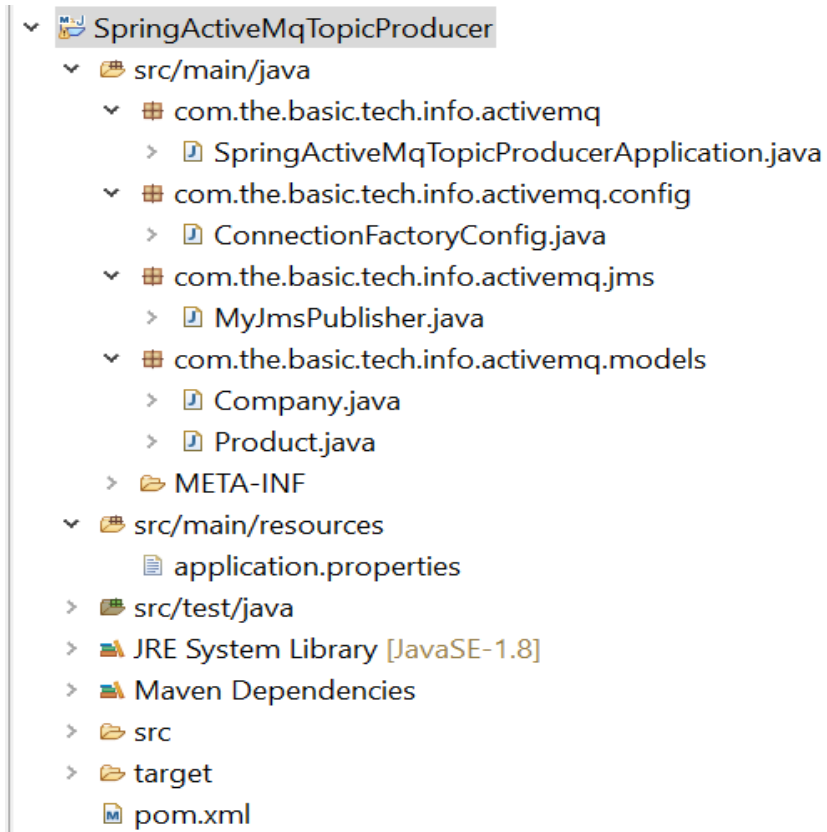 SpringActiveMqTopicProducer
src/main/java
com.the.basic.tech.info.activemq
SpringActiveMqTopicProducerApplication.java
com.the.basic.tech.info.activemq.config
ConnectionFactoryConfig.java
com.the.basic.tech.info.activemq.jms
MyJmsPublisher.java
com.the.basic.tech.info.activemq.models
Company.java
Product.java
META-INF
src/main/resources
application.properties
src/test/java
JRE System Library [JavaSE-1.8]
Maven Dependencies
src
target
pom.xml